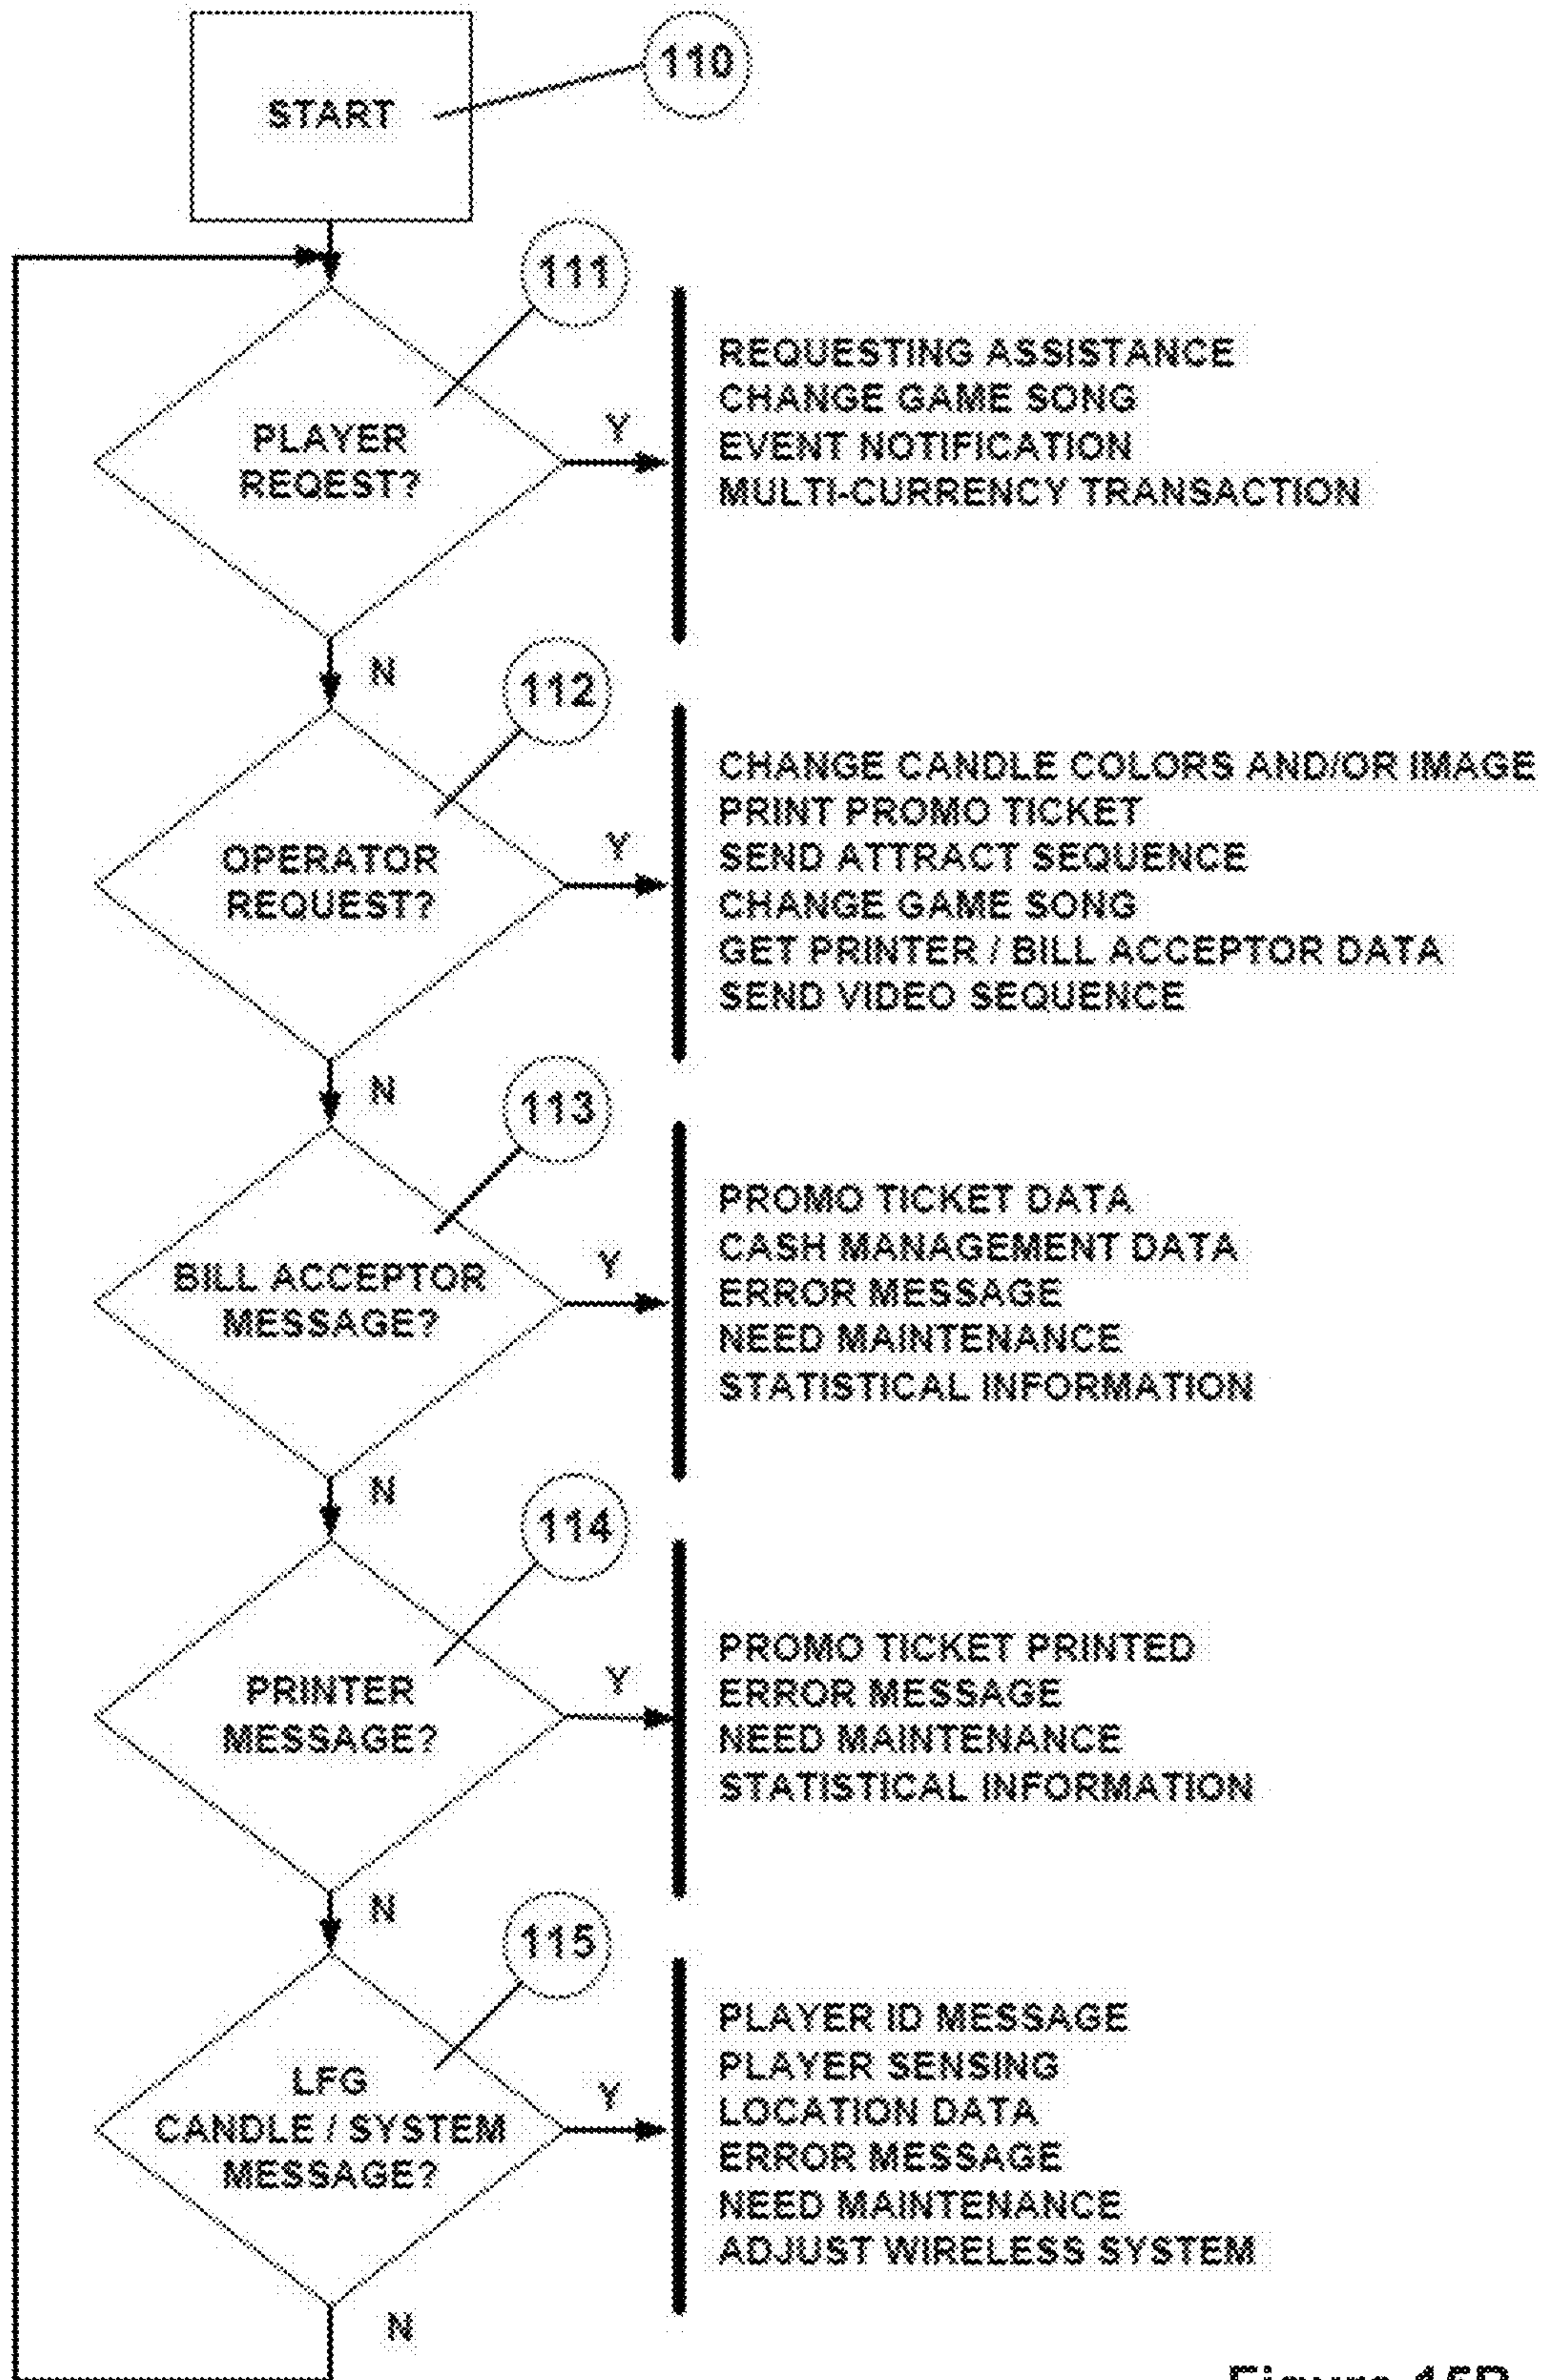 START
110
111
PLAYER
REQEST?
Y
REQUESTING ASSISTANCE
CHANGE GAME SONG
EVENT NOTIFICATION
MULTI-CURRENCY TRANSACTION
N
112
OPERATOR
REQUEST?
Y
CHANGE CANDLE COLORS AND/OR IMAGE
PRINT PROMO TICKET
SEND ATTRACT SEQUENCE
CHANGE GAME SONG
GET PRINTER / BILL ACCEPTOR DATA
SEND VIDEO SEQUENCE
N
113
BILL ACCEPTOR
MESSAGE?
Y
PROMO TICKET DATA
CASH MANAGEMENT DATA
ERROR MESSAGE
NEED MAINTENANCE
STATISTICAL INFORMATION
N
114
PRINTER
MESSAGE?
Y
PROMO TICKET PRINTED
ERROR MESSAGE
NEED MAINTENANCE
STATISTICAL INFORMATION
N
115
LFG
CANDLE / SYSTEM
MESSAGE?
Y
PLAYER ID MESSAGE
PLAYER SENSING
LOCATION DATA
ERROR MESSAGE
NEED MAINTENANCE
ADJUST WIRELESS SYSTEM
N